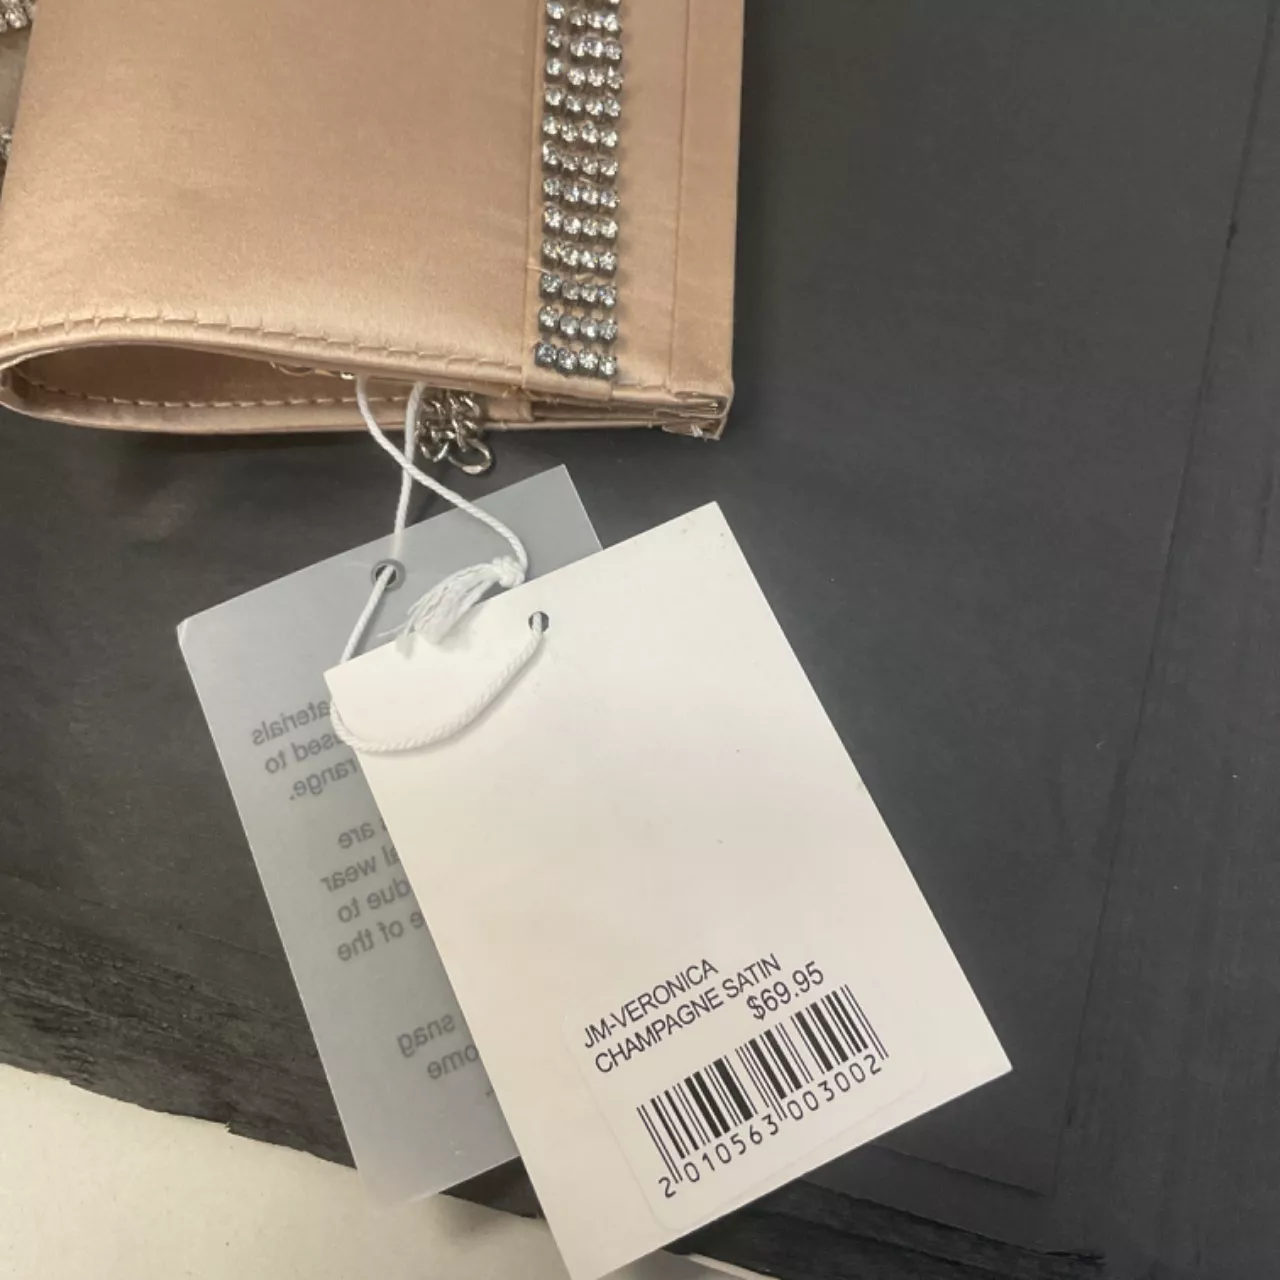 aterials
sed to
range.
are
al wear
due to
e of the
snag
ome
JM-VERONICA
CHAMPAGNE SATIN
$69.95
2 010563 003002